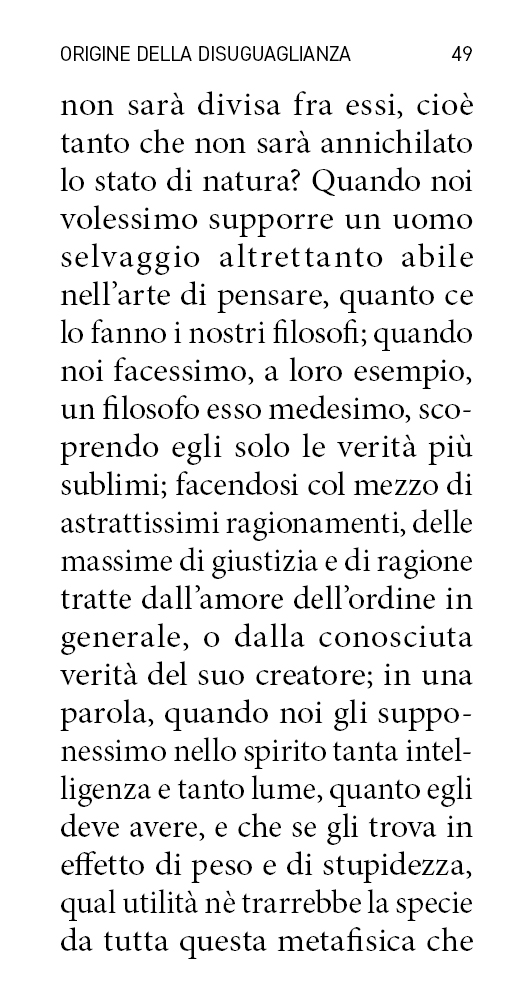 ORIGINE DELLA DISUGUAGLIANZA 49
non sarà divisa fra essi, cioè
tanto che non sarà annichilato
lo stato di natura? Quando noi
volessimo supporre un uomo
selvaggio altrettanto abile
nell’arte di pensare, quanto ce
lo fanno i nostri filosofi; quando
noi facessimo, a loro esempio,
un filosofo esso medesimo, sco-
prendo egli solo le verità più
sublimi; facendosi col mezzo di
astrattissimi ragionamenti, delle
massime di giustizia e di ragione
tratte dall’amore dell’ordine in
generale, o dalla conosciuta
verità del suo creatore; in una
parola, quando noi gli suppo-
nessimo nello spirito tanta intel-
ligenza e tanto lume, quanto egli
deve avere, e che se gli trova in
effetto di peso e di stupidezza,
qual utilità nè trarrebbe la specie
da tutta questa metafisica che